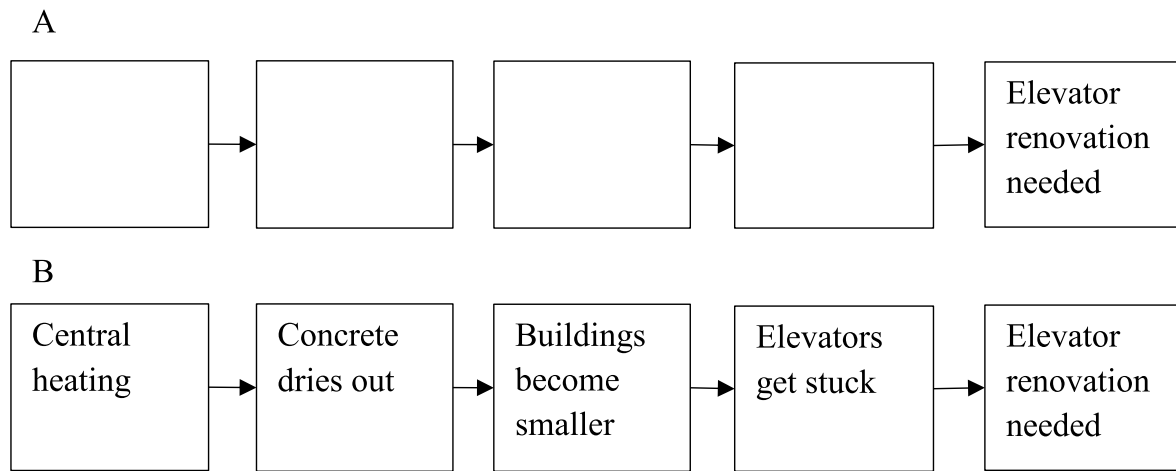 A
Elevator
renovation
needed
B
Central
heating
Concrete
dries out
Buildings
become
smaller
Elevators
get stuck
Elevator
renovation
needed